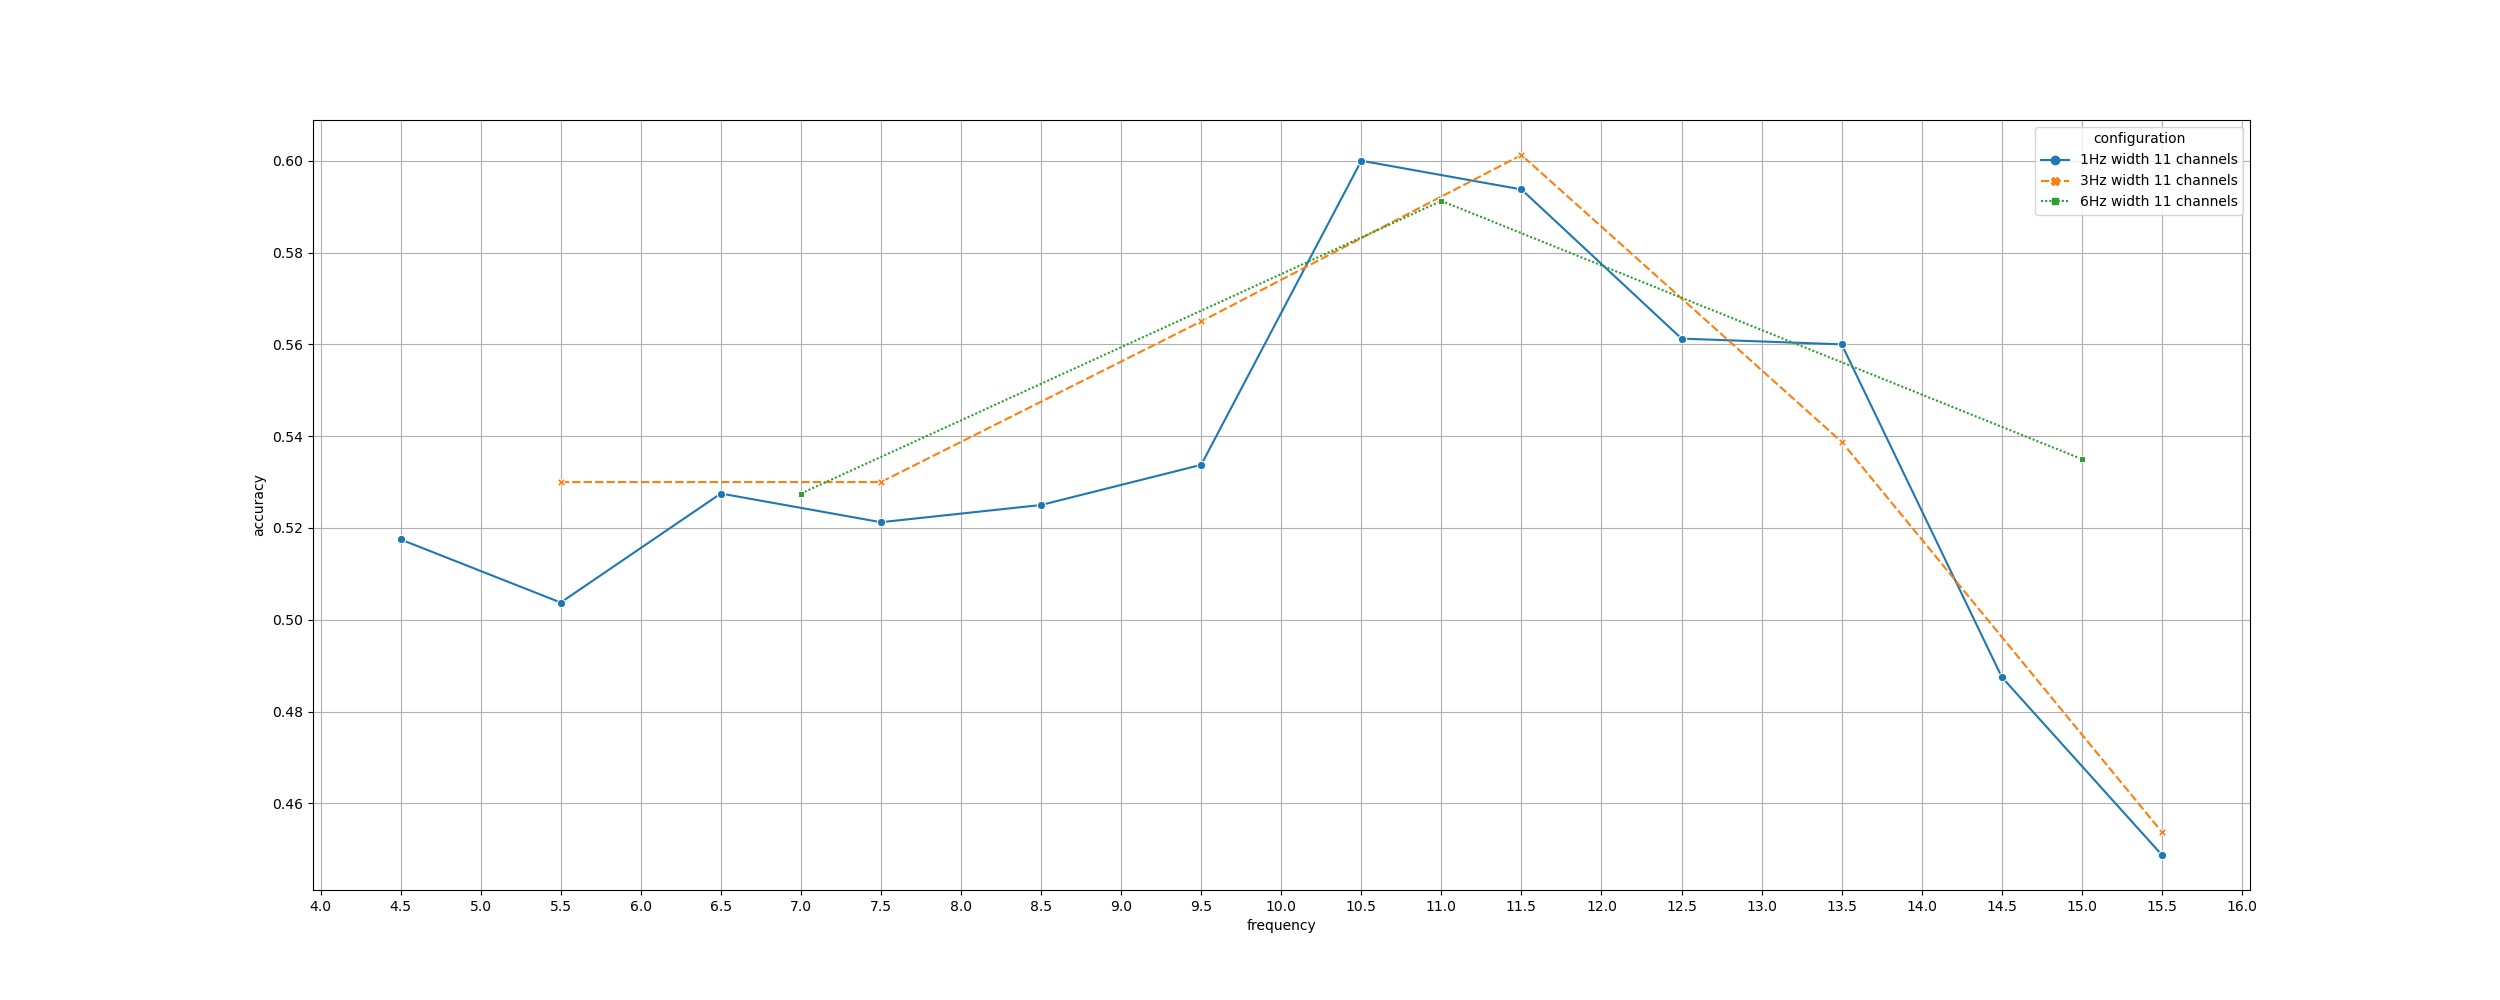 configuration
1Hz width 11 channels
3Hz width 11 channels
6Hz width 11 channels
0.60
0.58
0.56
0.54
0.52
0.50
0.48
0.46
accuracy
4.0 4.5 5.0 5.5 6.0 6.5 7.0 7.5 8.0 8.5 9.0 9.5 10.0 10.5 11.0 11.5 12.0 12.5 13.0 13.5 14.0 14.5 15.0 15.5 16.0
frequency